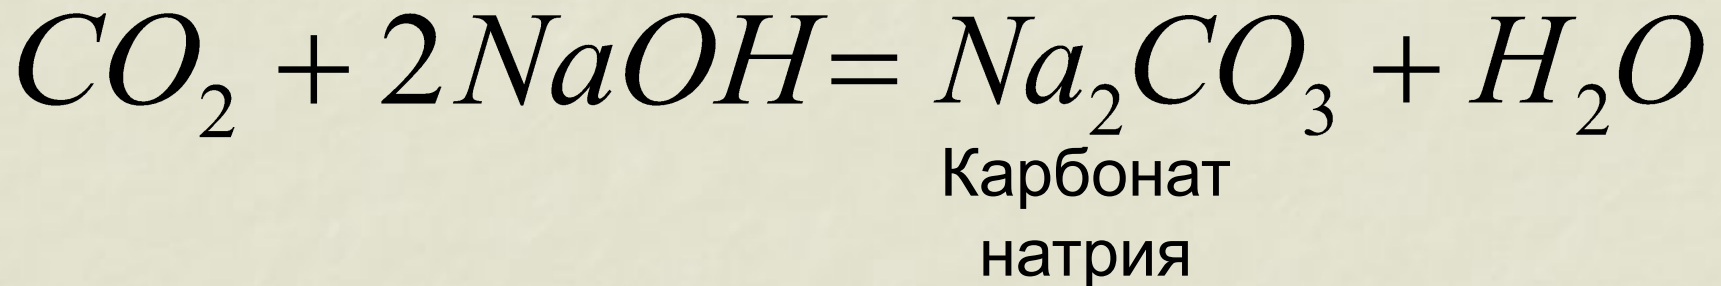 CO₂ + 2NaOH = Na₂CO₃ + H₂O
Карбонат
натрия